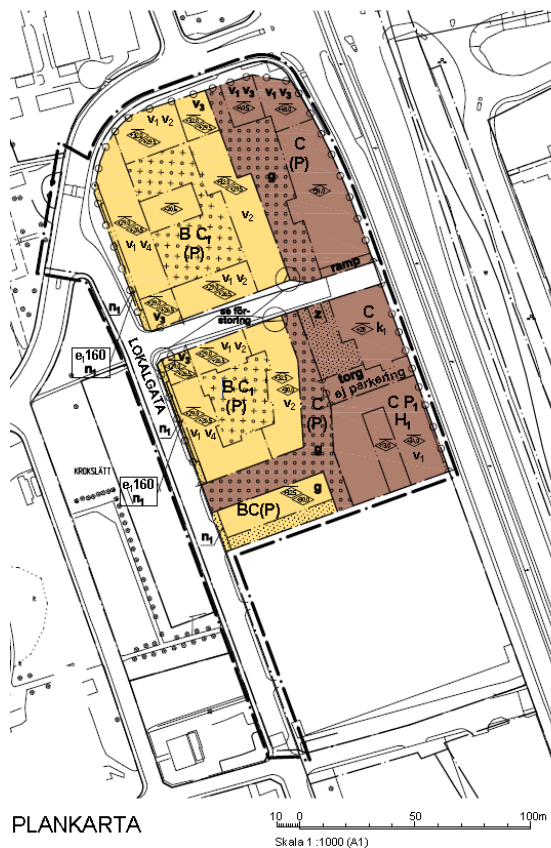 v₃
v₁ v₃
v₁ v₃
v₁ v₂
C
(P)
g
v₂
B C₁
(P)
v₁ v₄
v₁ v₂
ramp
n₁
v₃
se för-
storing
z
C
k₁
e₁160
n₁
LOKALGATA
v₃
v₁ v₂
torg
ej parkering
B C₁
(P)
v₂
C
(P)
C P₁
H₁
n₁
v₁ v₄
v₁
g
KROKSLÄTT
e₁160
n₁
g
BC(P)
n₁
PLANKARTA
10 0 50 100m
Skala 1:1000 (A1)